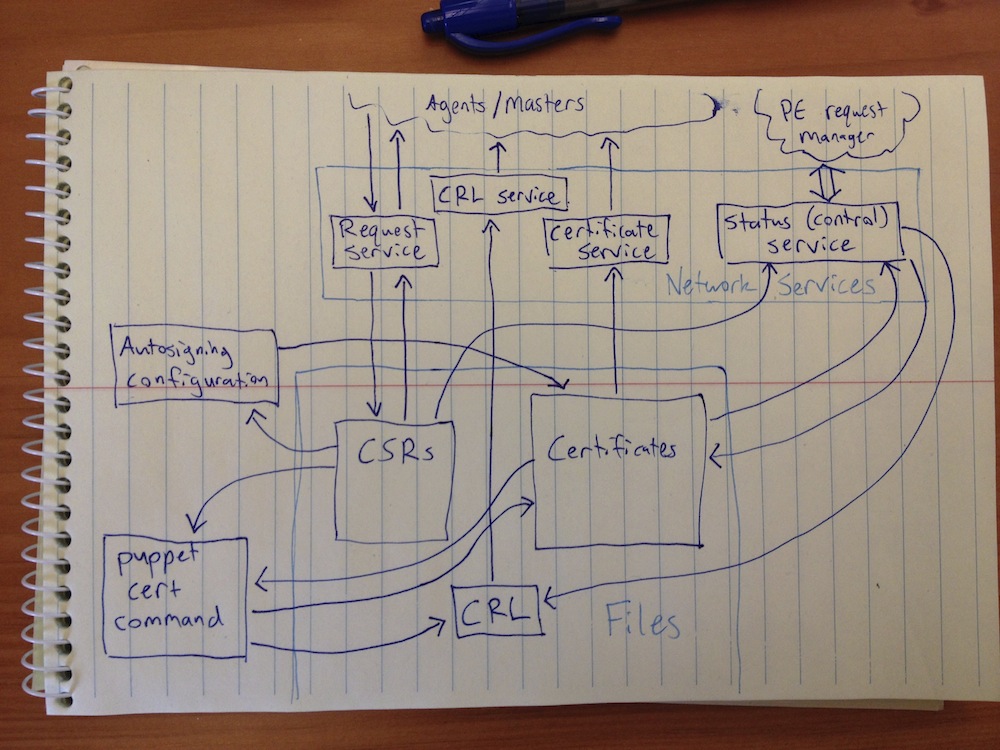 Agents/Masters
PE request
manager
CRL service
Request
service
Certificate
service
Status (control)
service
Network Services
Autosigning
configuration
CSRs
Certificates
puppet
cert
command
CRL
Files